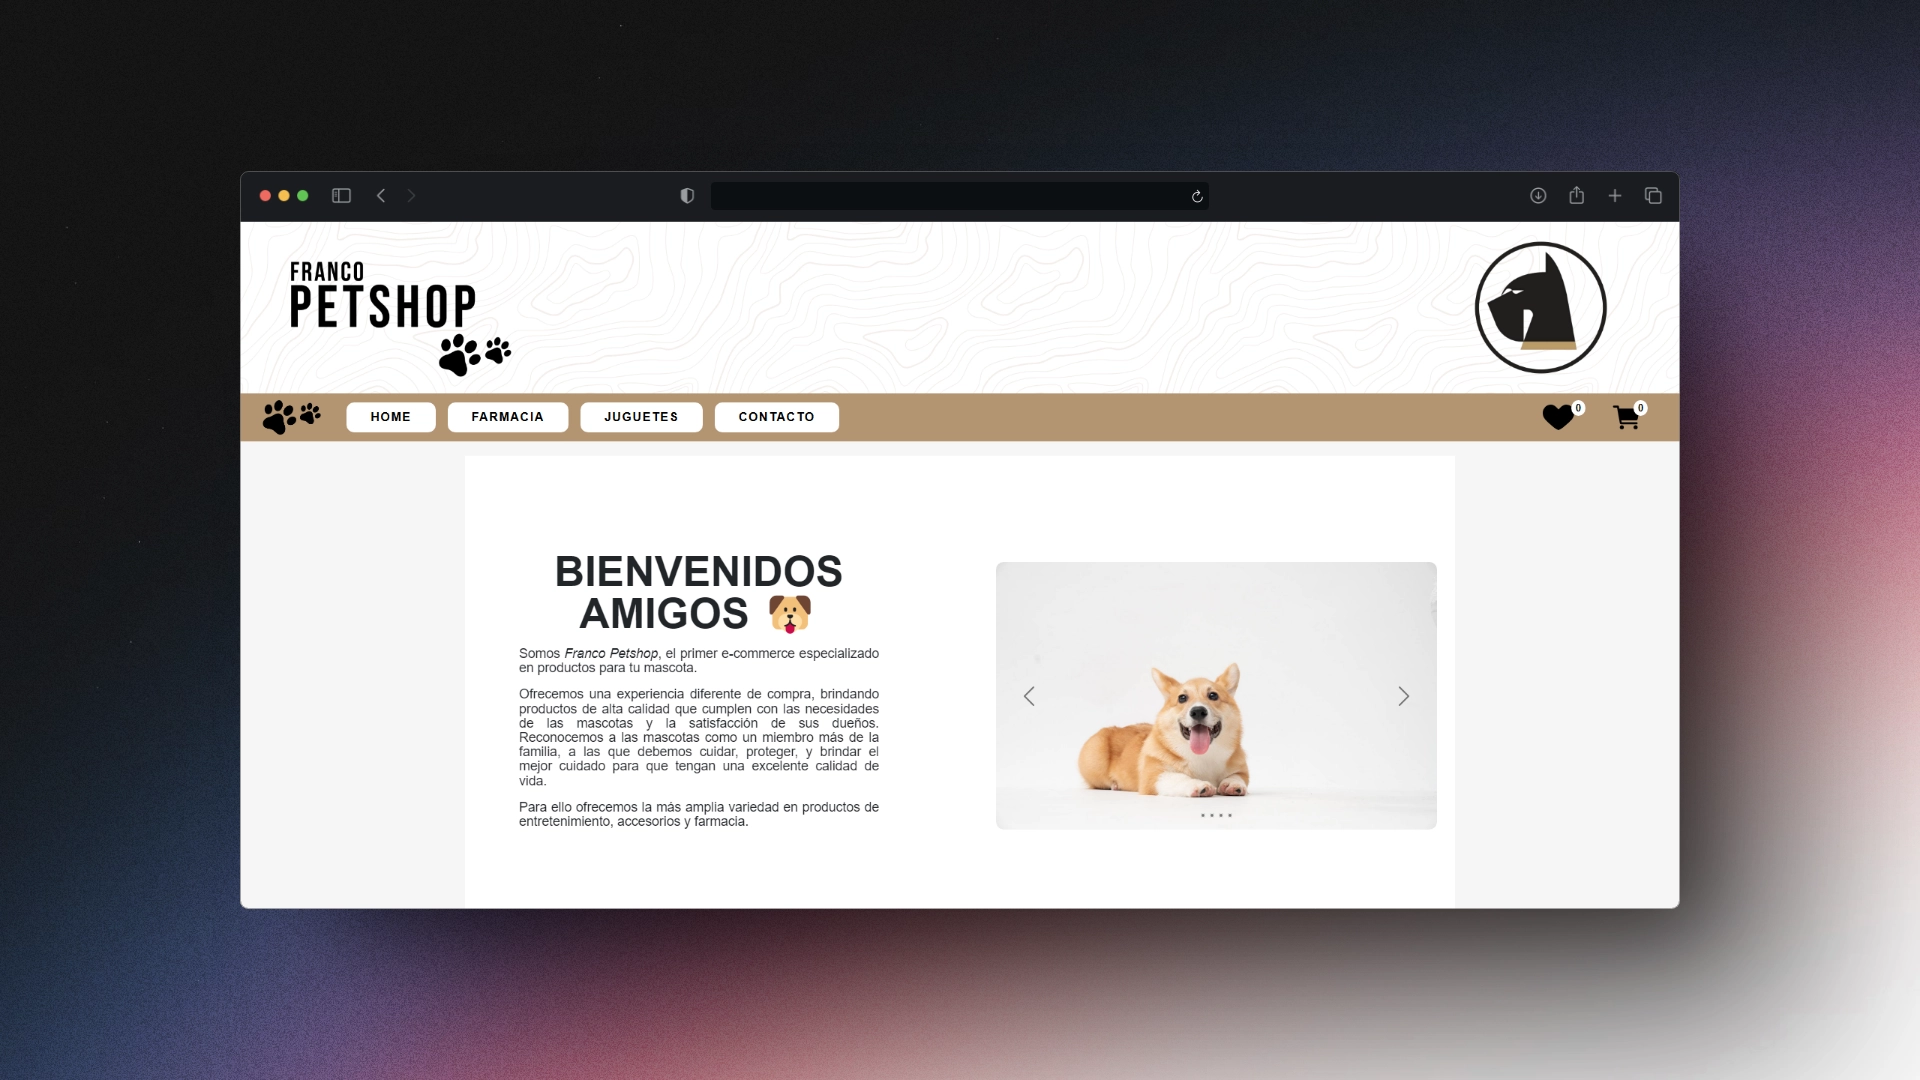 FRANCO
PETSHOP
HOME
FARMACIA
JUGUETES
CONTACTO
0
0
BIENVENIDOS
AMIGOS
Somos Franco Petshop, el primer e-commerce especializado
en productos para tu mascota.
Ofrecemos una experiencia diferente de compra, brindando
productos de alta calidad que cumplen con las necesidades
de las mascotas y la satisfacción de sus dueños.
Reconocemos a las mascotas como un miembro más de la
familia, a las que debemos cuidar, proteger, y brindar el
mejor cuidado para que tengan una excelente calidad de
vida.
Para ello ofrecemos la más amplia variedad en productos de
entretenimiento, accesorios y farmacia.